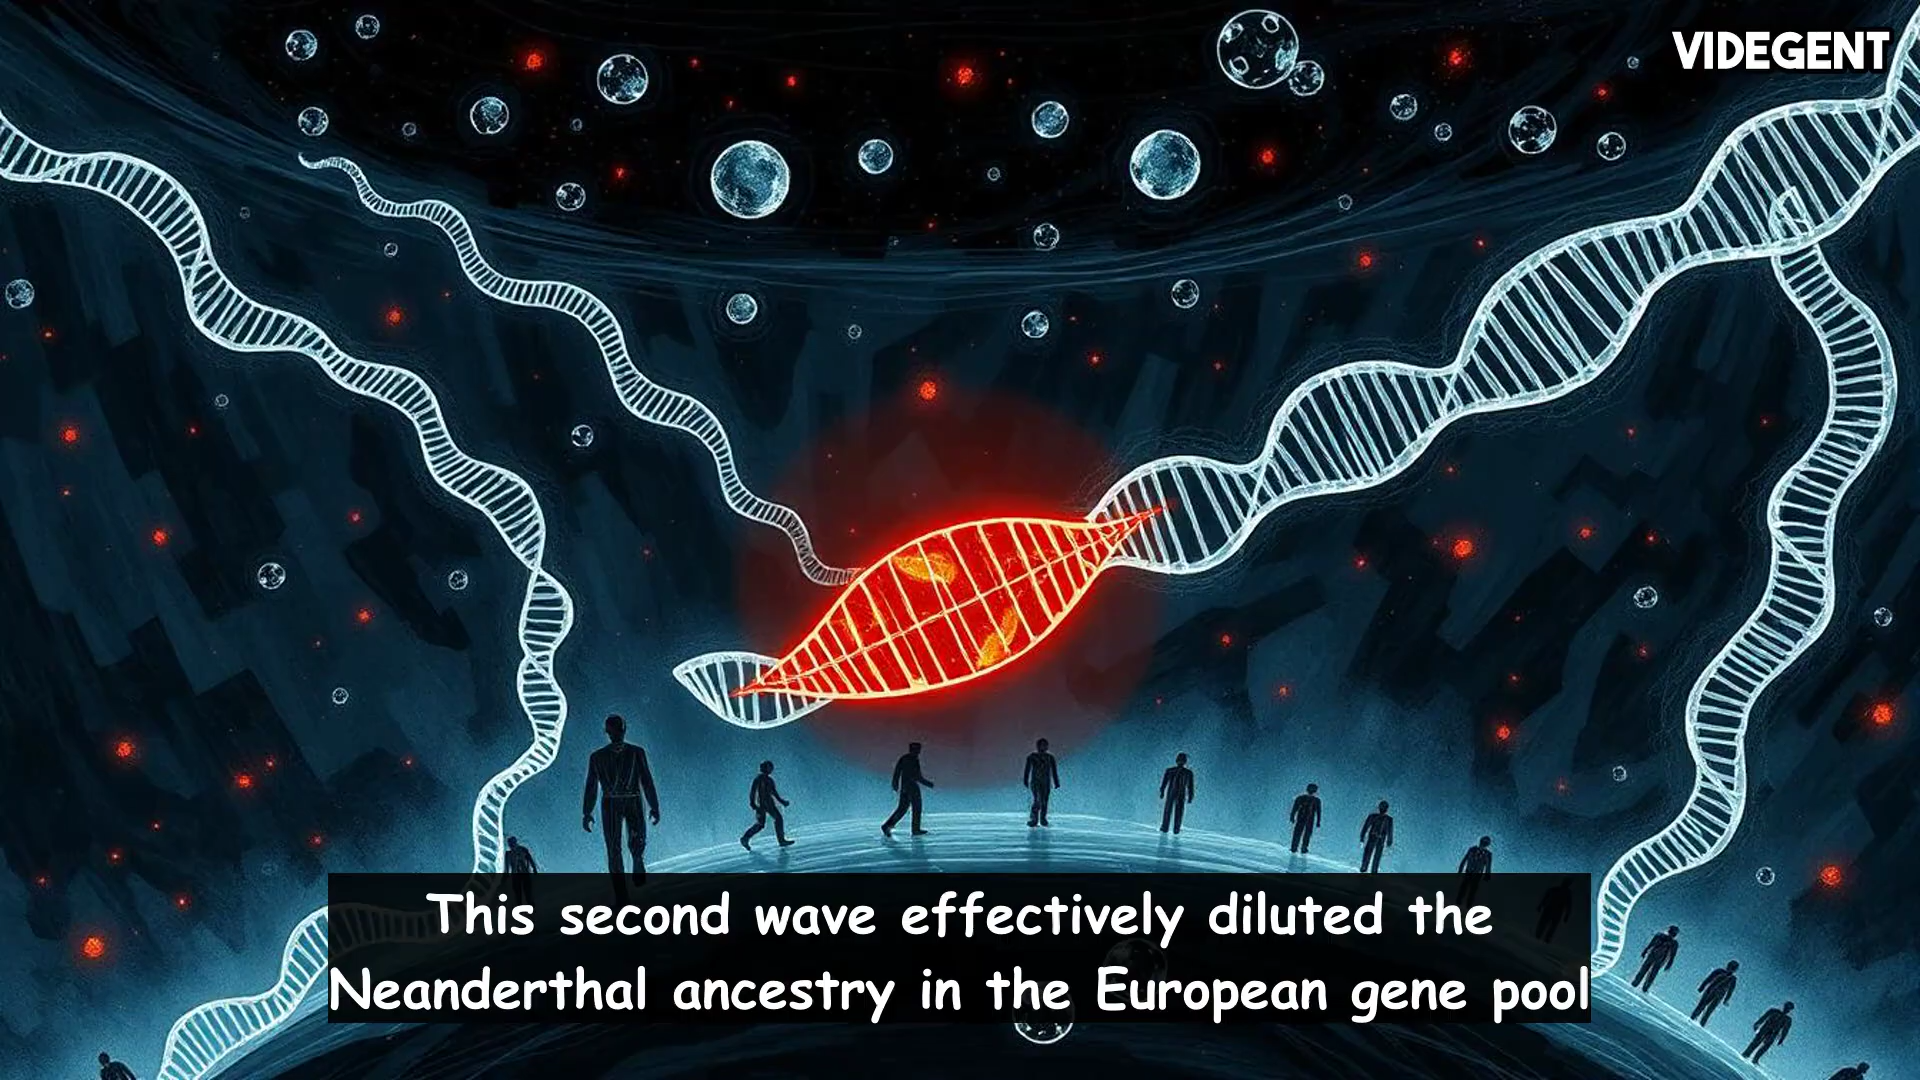 VIDEGENT
This second wave effectively diluted the
Neanderthal ancestry in the European gene pool